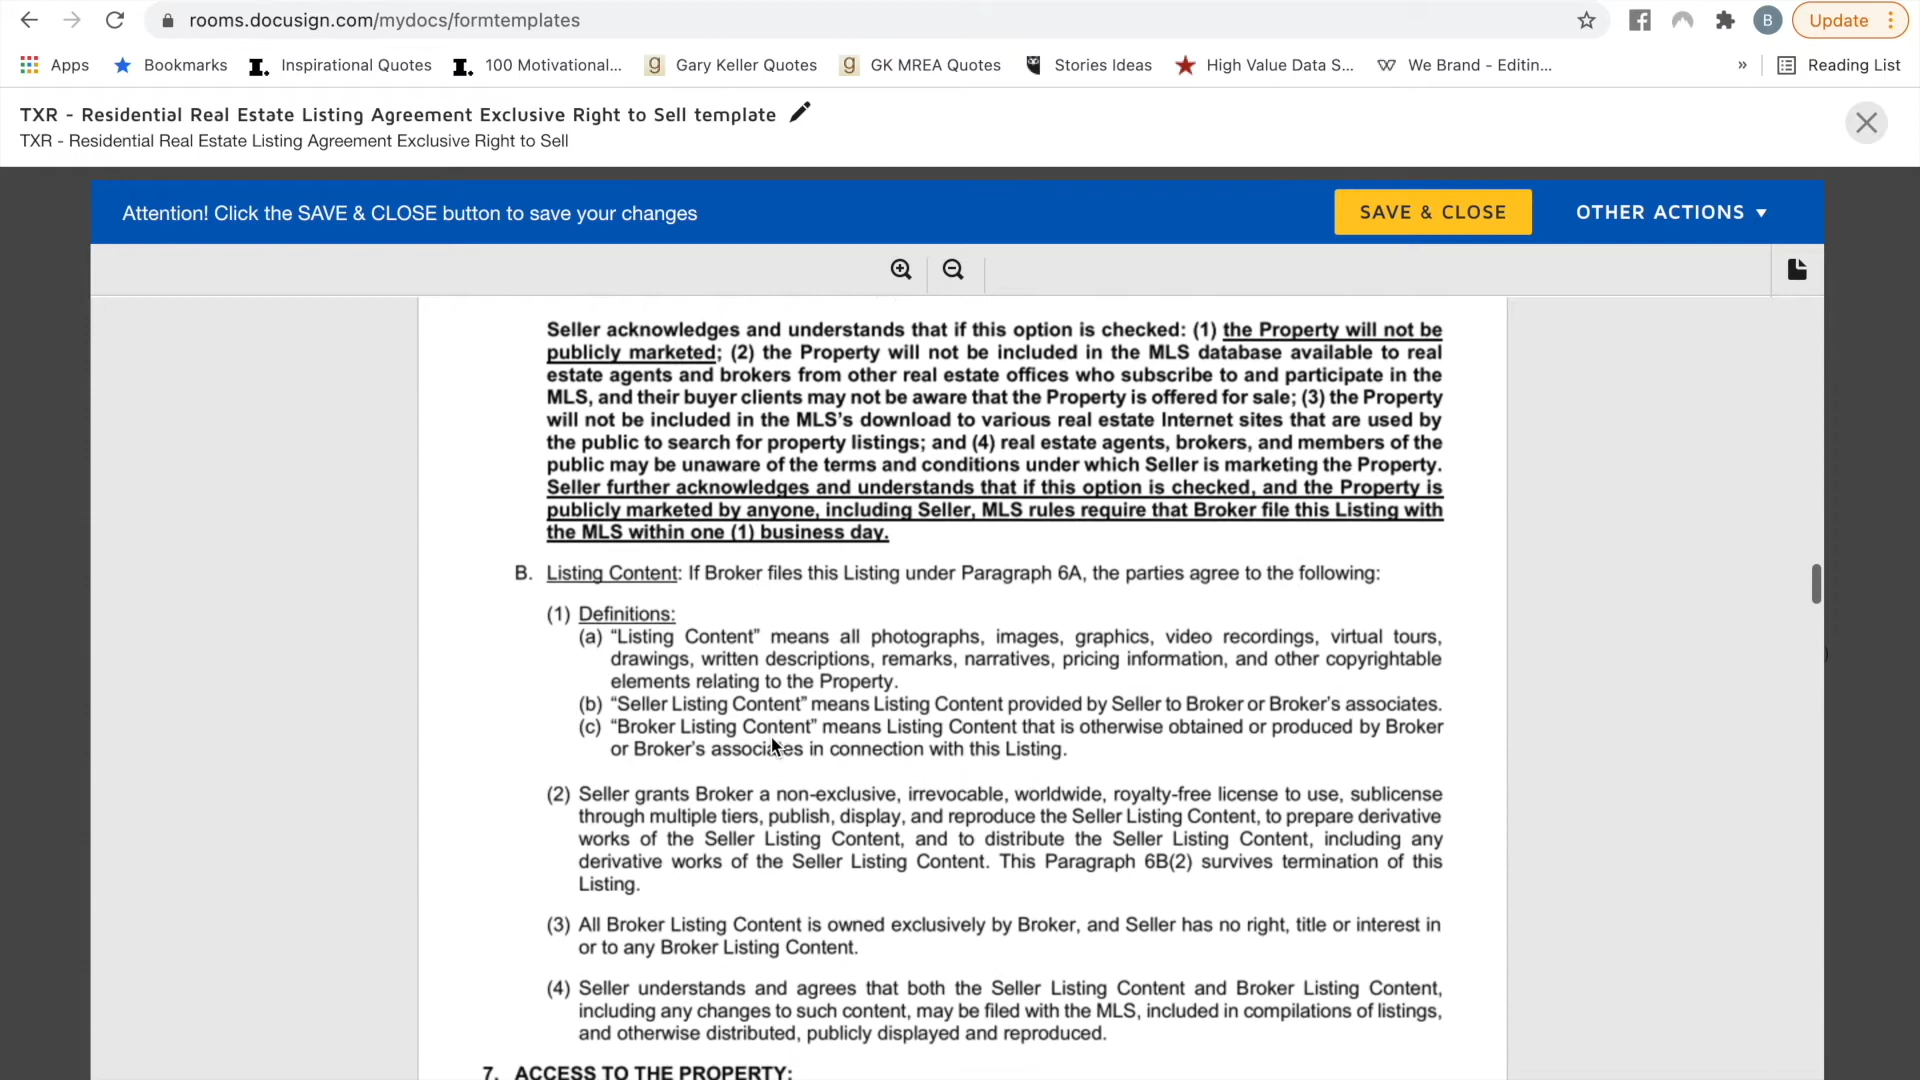 rooms.docusign.com/mydocs/formtemplates
B
Update
Apps
Bookmarks
I.
Inspirational Quotes
I.
100 Motivational...
g
Gary Keller Quotes
g
GK MREA Quotes
Stories Ideas
High Value Data S...
We Brand - Editin...
»
Reading List
TXR - Residential Real Estate Listing Agreement Exclusive Right to Sell template
TXR - Residential Real Estate Listing Agreement Exclusive Right to Sell
Attention! Click the SAVE & CLOSE button to save your changes
SAVE & CLOSE
OTHER ACTIONS
Seller acknowledges and understands that if this option is checked: (1) the Property will not be
publicly marketed; (2) the Property will not be included in the MLS database available to real
estate agents and brokers from other real estate offices who subscribe to and participate in the
MLS, and their buyer clients may not be aware that the Property is offered for sale; (3) the Property
will not be included in the MLS's download to various real estate Internet sites that are used by
the public to search for property listings; and (4) real estate agents, brokers, and members of the
public may be unaware of the terms and conditions under which Seller is marketing the Property.
Seller further acknowledges and understands that if this option is checked, and the Property is
publicly marketed by anyone, including Seller, MLS rules require that Broker file this Listing with
the MLS within one (1) business day.
B. Listing Content: If Broker files this Listing under Paragraph 6A, the parties agree to the following:
(1) Definitions:
(a) “Listing Content” means all photographs, images, graphics, video recordings, virtual tours,
drawings, written descriptions, remarks, narratives, pricing information, and other copyrightable
elements relating to the Property.
(b) “Seller Listing Content” means Listing Content provided by Seller to Broker or Broker's associates.
(c) “Broker Listing Content” means Listing Content that is otherwise obtained or produced by Broker
or Broker's associates in connection with this Listing.
(2) Seller grants Broker a non-exclusive, irrevocable, worldwide, royalty-free license to use, sublicense
through multiple tiers, publish, display, and reproduce the Seller Listing Content, to prepare derivative
works of the Seller Listing Content, and to distribute the Seller Listing Content, including any
derivative works of the Seller Listing Content. This Paragraph 6B(2) survives termination of this
Listing.
(3) All Broker Listing Content is owned exclusively by Broker, and Seller has no right, title or interest in
or to any Broker Listing Content.
(4) Seller understands and agrees that both the Seller Listing Content and Broker Listing Content,
including any changes to such content, may be filed with the MLS, included in compilations of listings,
and otherwise distributed, publicly displayed and reproduced.
7. ACCESS TO THE PROPERTY: